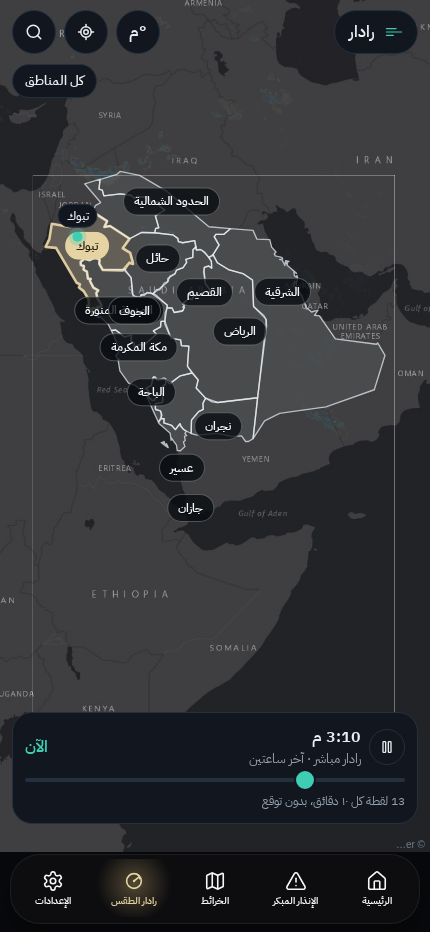 رادار
°م
كل المناطق
ARMENIA
SYRIA
IRAQ
IRAN
ISRAEL
تبوك
الحدود الشمالية
تبوك
حائل
القصيم
الشرقية
QATAR
المنورة
الجوف
الرياض
UNITED ARAB
EMIRATES
مكة المكرمة
OMAN
Red Sea
الباحة
نجران
عسير
ERITREA
YEMEN
جازان
Gulf of Aden
ETHIOPIA
SOMALIA
UGANDA
KENYA
3:10 م
الآن
رادار مباشر · آخر ساعتين
13 لقطة كل ١٠ دقائق، بدون توقع
© er...
الرئيسية
الإنذار المبكر
الخرائط
رادار الطقس
الإعدادات